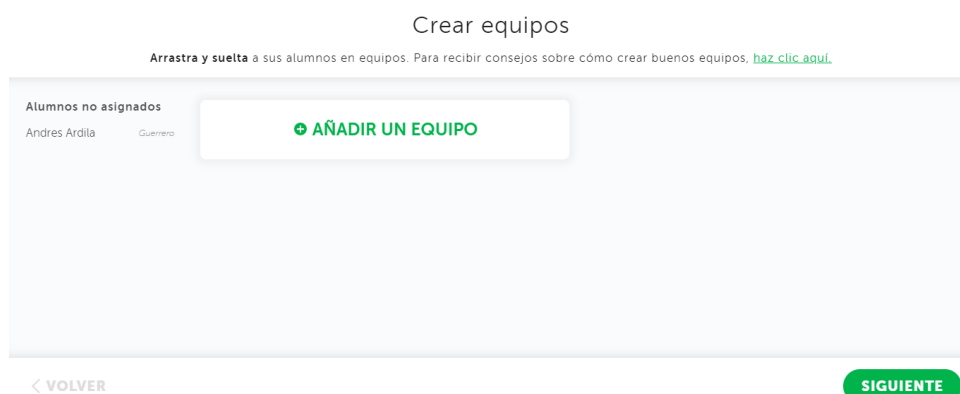 Crear equipos
Arrastra y suelta a sus alumnos en equipos. Para recibir consejos sobre cómo crear buenos equipos, haz clic aquí.
Alumnos no asignados
Andres Ardila Guerrero
AÑADIR UN EQUIPO
VOLVER
SIGUIENTE